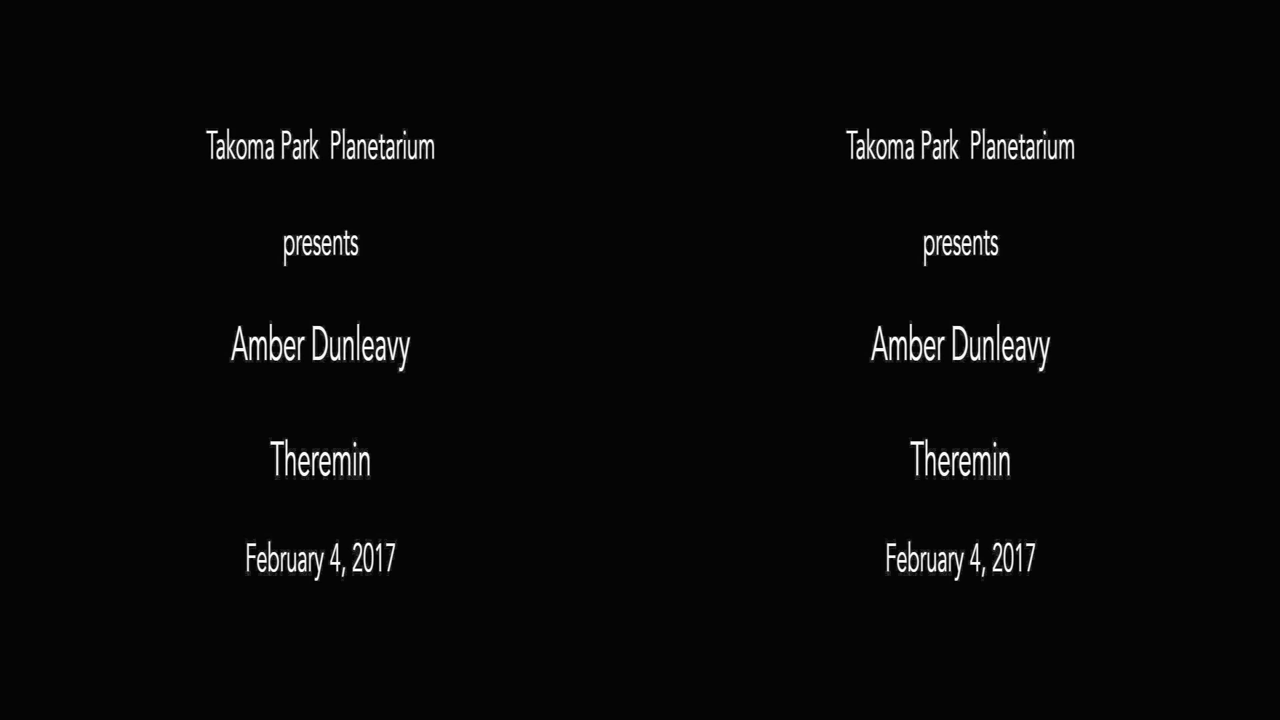 Takoma Park  Planetarium
presents
Amber Dunleavy
Theremin
February 4, 2017
Takoma Park  Planetarium
presents
Amber Dunleavy
Theremin
February 4, 2017